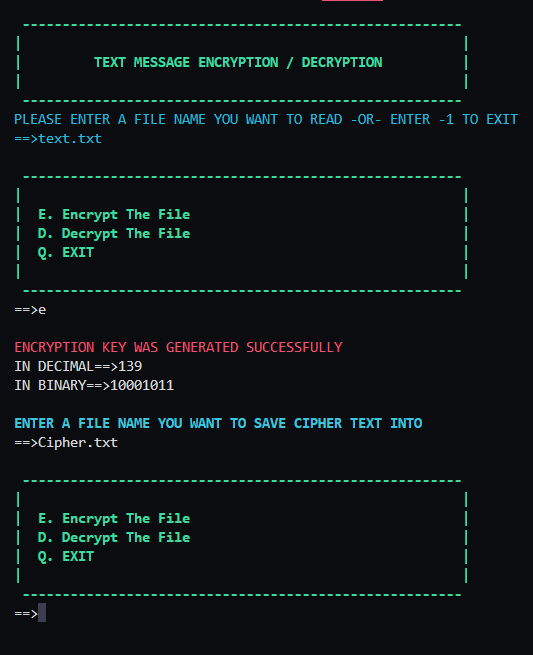 TEXT MESSAGE ENCRYPTION / DECRYPTION
PLEASE ENTER A FILE NAME YOU WANT TO READ -OR- ENTER -1 TO EXIT
==>text.txt
E. Encrypt The File
D. Decrypt The File
Q. EXIT
==>e
ENCRYPTION KEY WAS GENERATED SUCCESSFULLY
IN DECIMAL==>139
IN BINARY==>10001011
ENTER A FILE NAME YOU WANT TO SAVE CIPHER TEXT INTO
==>Cipher.txt
E. Encrypt The File
D. Decrypt The File
Q. EXIT
==>